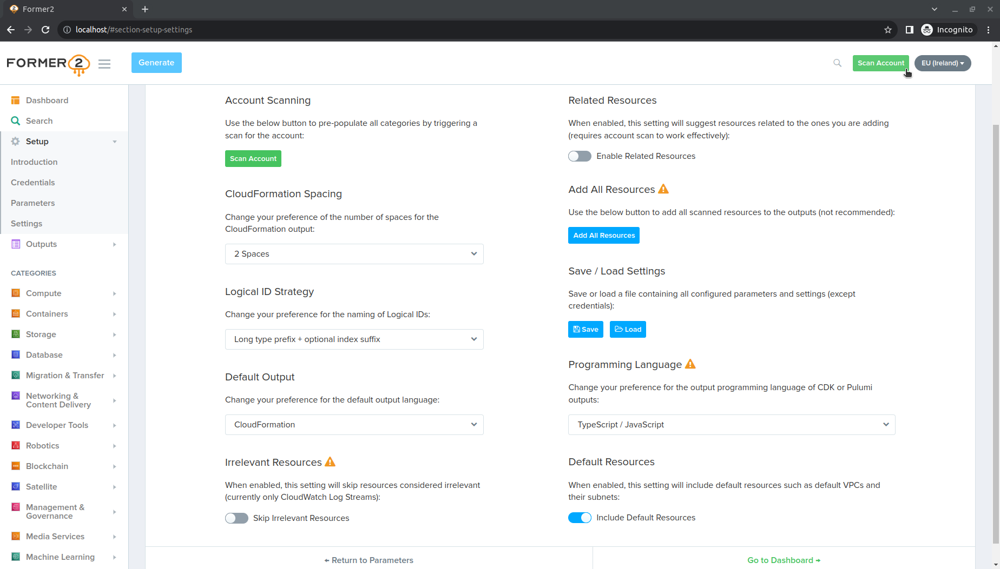 Former2
localhost/#section-setup-settings
Incognito
FORMER2
Generate
Scan Account
EU (Ireland)
Dashboard
Search
Setup
Introduction
Credentials
Parameters
Settings
Outputs
CATEGORIES
Compute
Containers
Storage
Database
Migration & Transfer
Networking &
Content Delivery
Developer Tools
Robotics
Blockchain
Satellite
Management &
Governance
Media Services
Machine Learning
Account Scanning
Use the below button to pre-populate all categories by triggering a
scan for the account:
Scan Account
CloudFormation Spacing
Change your preference of the number of spaces for the
CloudFormation output:
2 Spaces
Logical ID Strategy
Change your preference for the naming of Logical IDs:
Long type prefix + optional index suffix
Default Output
Change your preference for the default output language:
CloudFormation
Irrelevant Resources
When enabled, this setting will skip resources considered irrelevant
(currently only CloudWatch Log Streams):
Skip Irrelevant Resources
Related Resources
When enabled, this setting will suggest resources related to the ones you are adding
(requires account scan to work effectively):
Enable Related Resources
Add All Resources
Use the below button to add all scanned resources to the outputs (not recommended):
Add All Resources
Save / Load Settings
Save or load a file containing all configured parameters and settings (except
credentials):
Save
Load
Programming Language
Change your preference for the output programming language of CDK or Pulumi
outputs:
TypeScript / JavaScript
Default Resources
When enabled, this setting will include default resources such as default VPCs and
their subnets:
Include Default Resources
← Return to Parameters
Go to Dashboard →